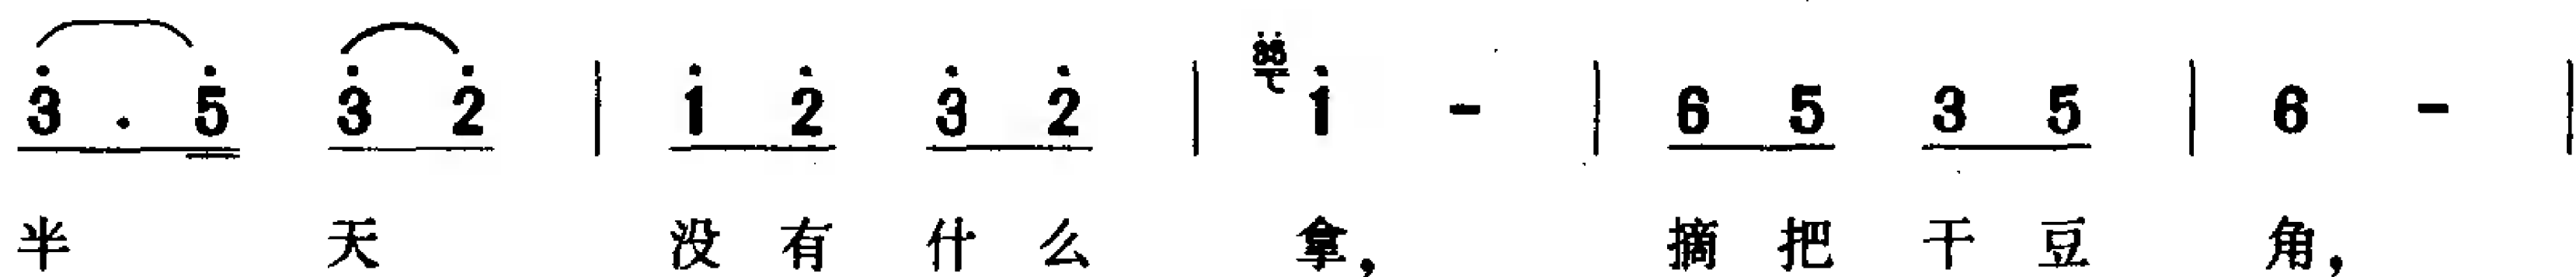 3 . 5 3 2 | 1 2 3 2 | 1 - | 6 5 3 5 | 6 - |
半 天 没 有 什 么 拿, 摘 把 干 豆 角,